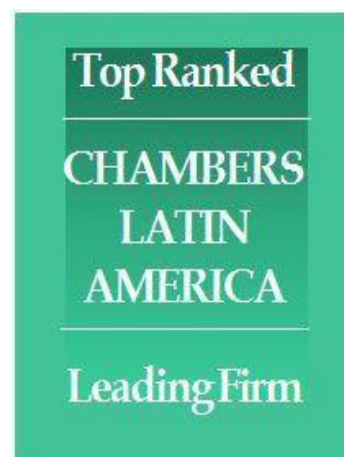 Top Ranked
CHAMBERS
LATIN
AMERICA
Leading Firm